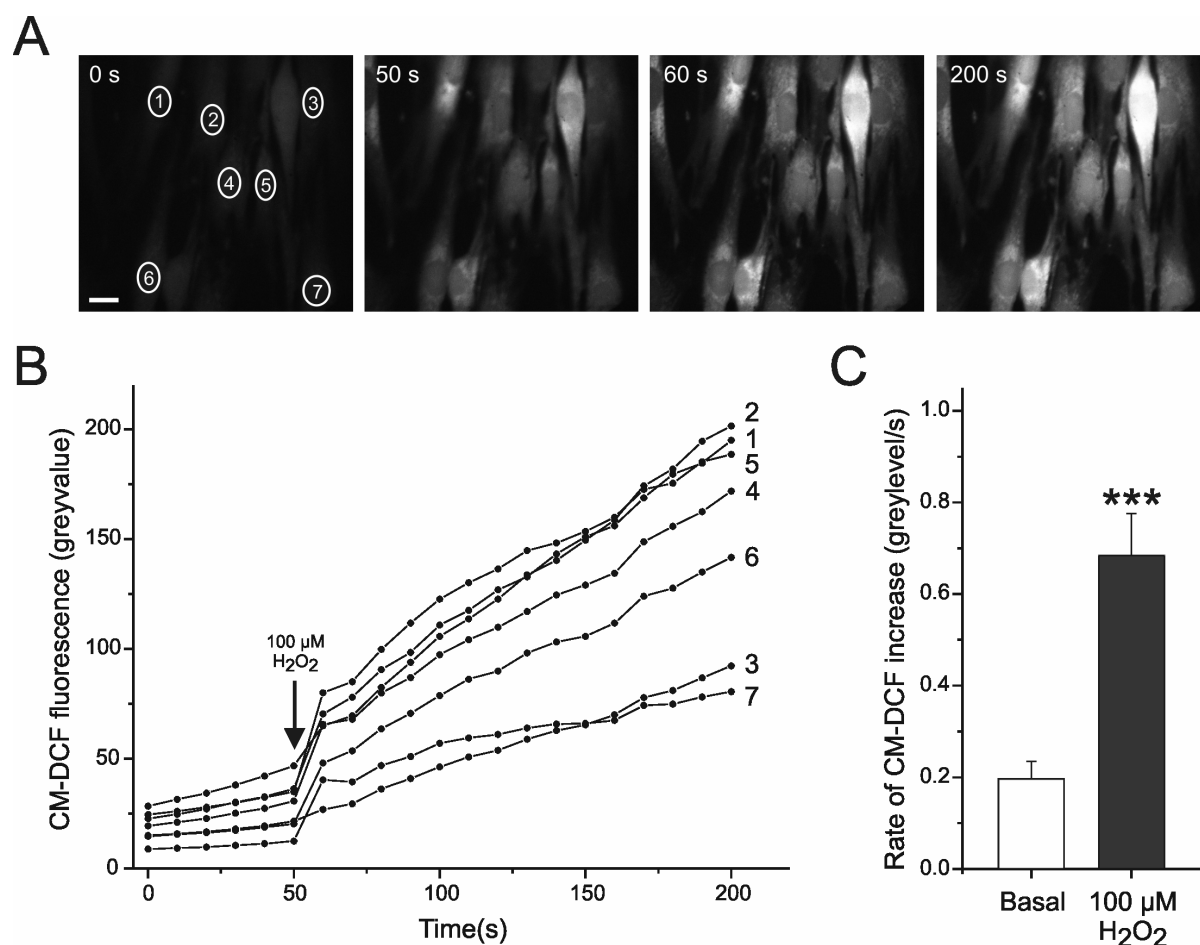 A
0 s
50 s
60 s
200 s
1
2
3
4
5
6
7
B
CM-DCF fluorescence (greyvalue)
200
150
100
50
0
100 µM
H₂O₂
2
1
5
4
6
3
7
0
50
100
150
200
Time(s)
C
Rate of CM-DCF increase (greylevel/s)
1.0
0.8
0.6
0.4
0.2
0.0
***
Basal
100 µM
H₂O₂